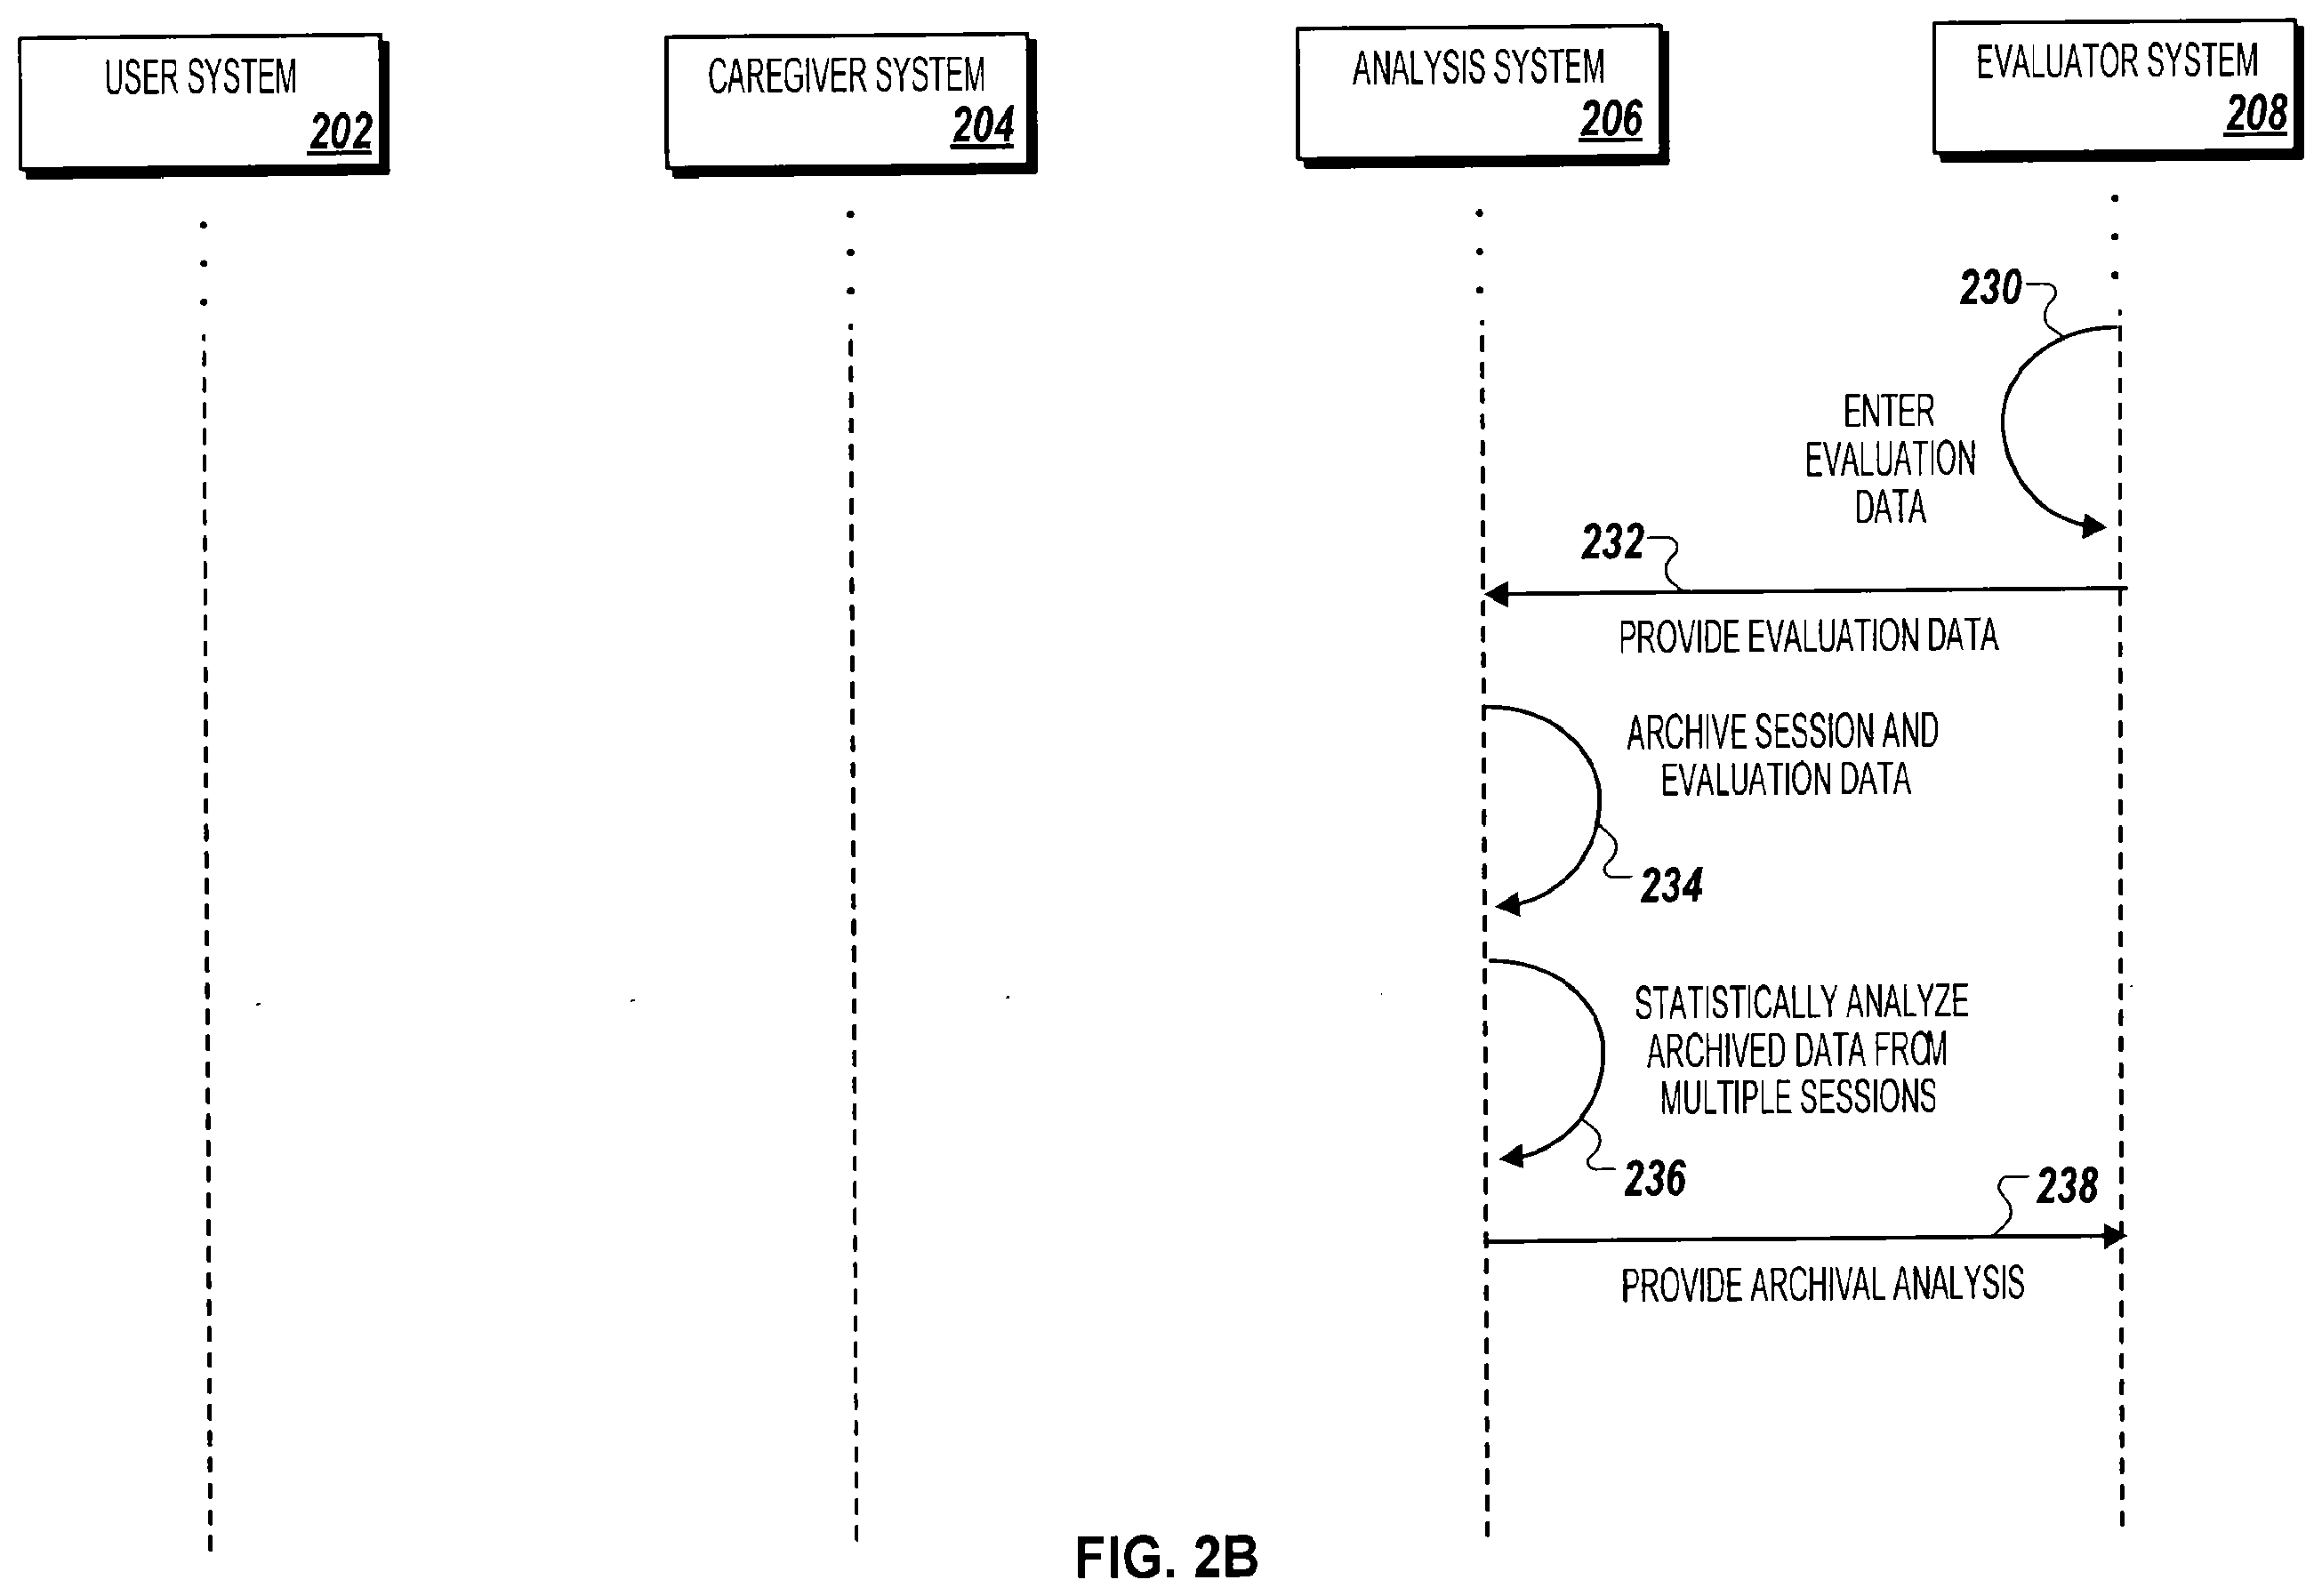 USER SYSTEM
202
CAREGIVER SYSTEM
204
ANALYSIS SYSTEM
206
EVALUATOR SYSTEM
208
230
ENTER
EVALUATION
DATA
232
PROVIDE EVALUATION DATA
ARCHIVE SESSION AND
EVALUATION DATA
234
STATISTICALLY ANALYZE
ARCHIVED DATA FROM
MULTIPLE SESSIONS
236
238
PROVIDE ARCHIVAL ANALYSIS
FIG. 2B